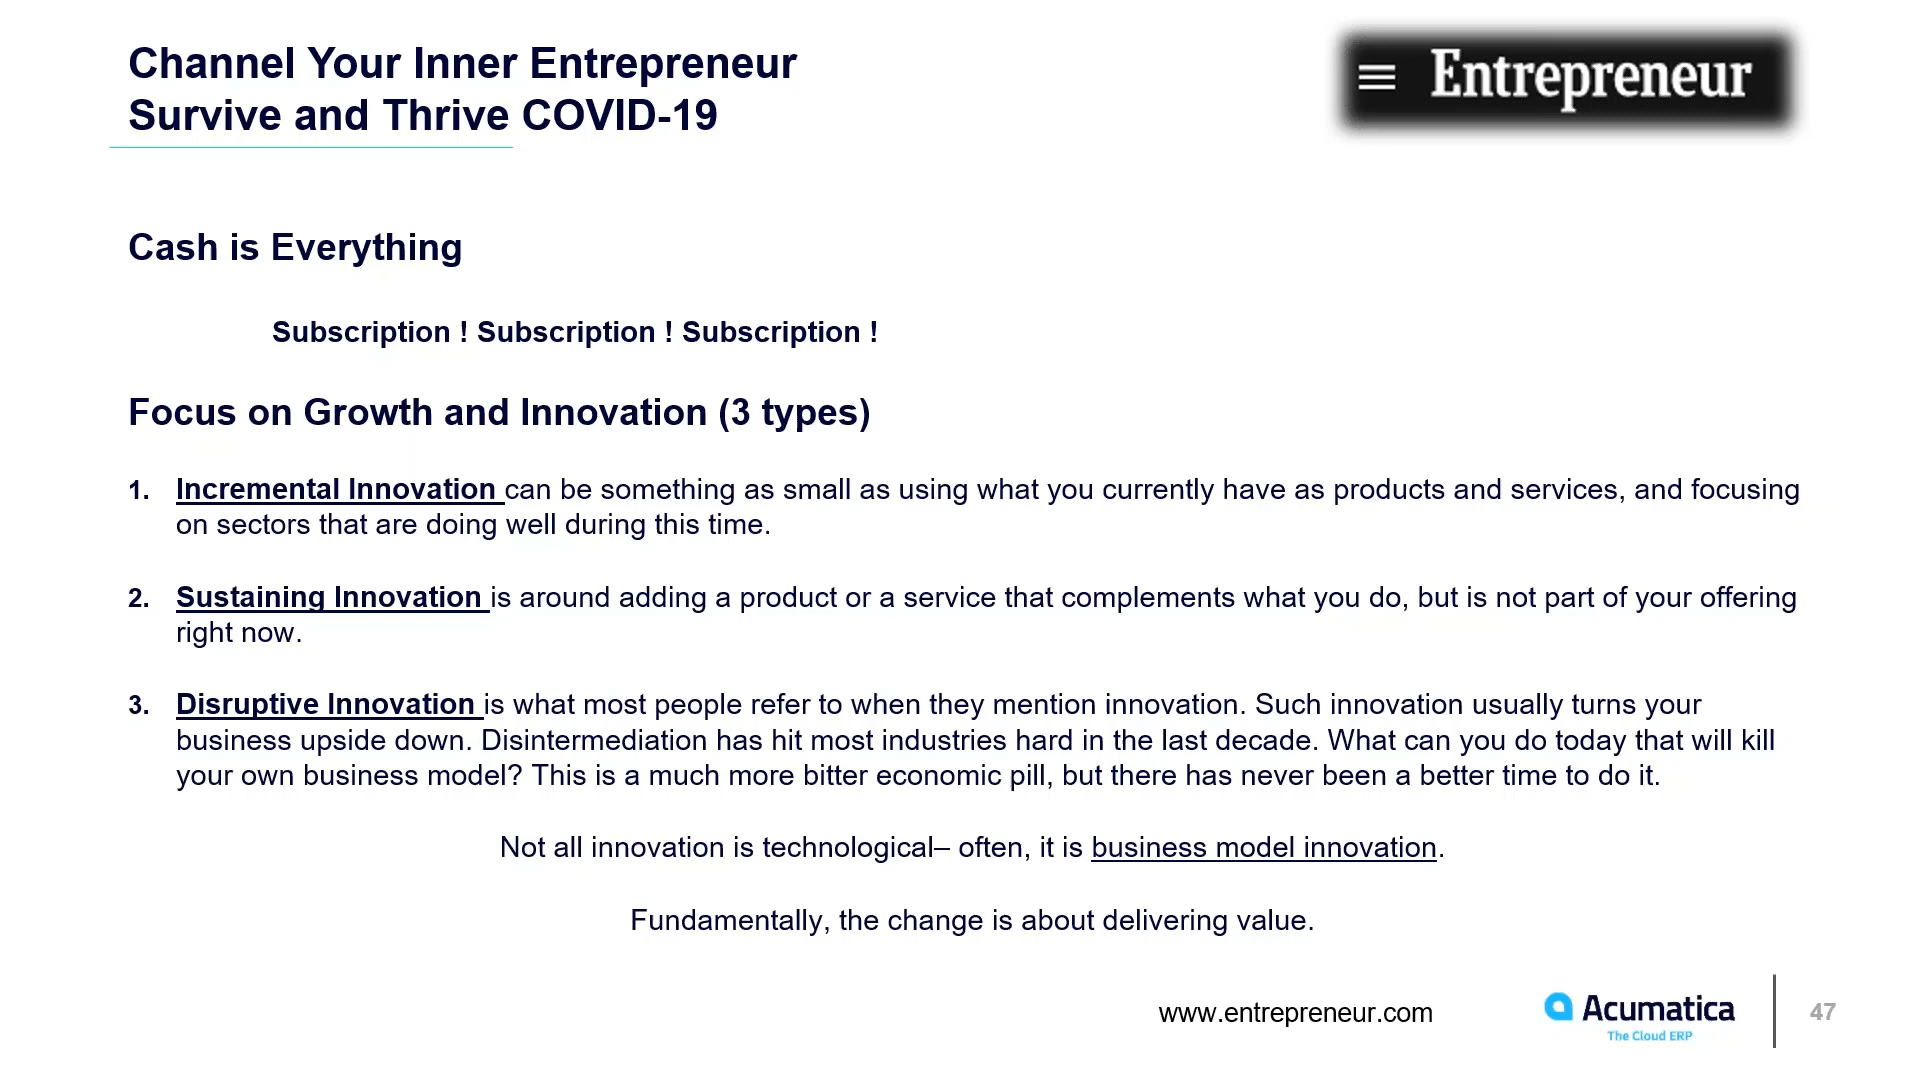 Channel Your Inner Entrepreneur
Survive and Thrive COVID-19
Entrepreneur
Cash is Everything
Subscription ! Subscription ! Subscription !
Focus on Growth and Innovation (3 types)
1. Incremental Innovation can be something as small as using what you currently have as products and services, and focusing
on sectors that are doing well during this time.
2. Sustaining Innovation is around adding a product or a service that complements what you do, but is not part of your offering
right now.
3. Disruptive Innovation is what most people refer to when they mention innovation. Such innovation usually turns your
business upside down. Disintermediation has hit most industries hard in the last decade. What can you do today that will kill
your own business model? This is a much more bitter economic pill, but there has never been a better time to do it.
Not all innovation is technological– often, it is business model innovation.
Fundamentally, the change is about delivering value.
www.entrepreneur.com
Acumatica
The Cloud ERP
47